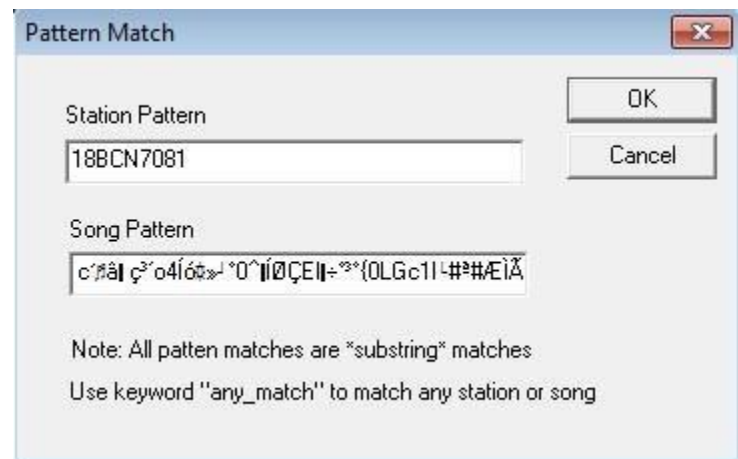 Pattern Match
OK
Station Pattern
18BCN7081
Cancel
Song Pattern
Note: All patten matches are *substring* matches
Use keyword "any_match" to match any station or song